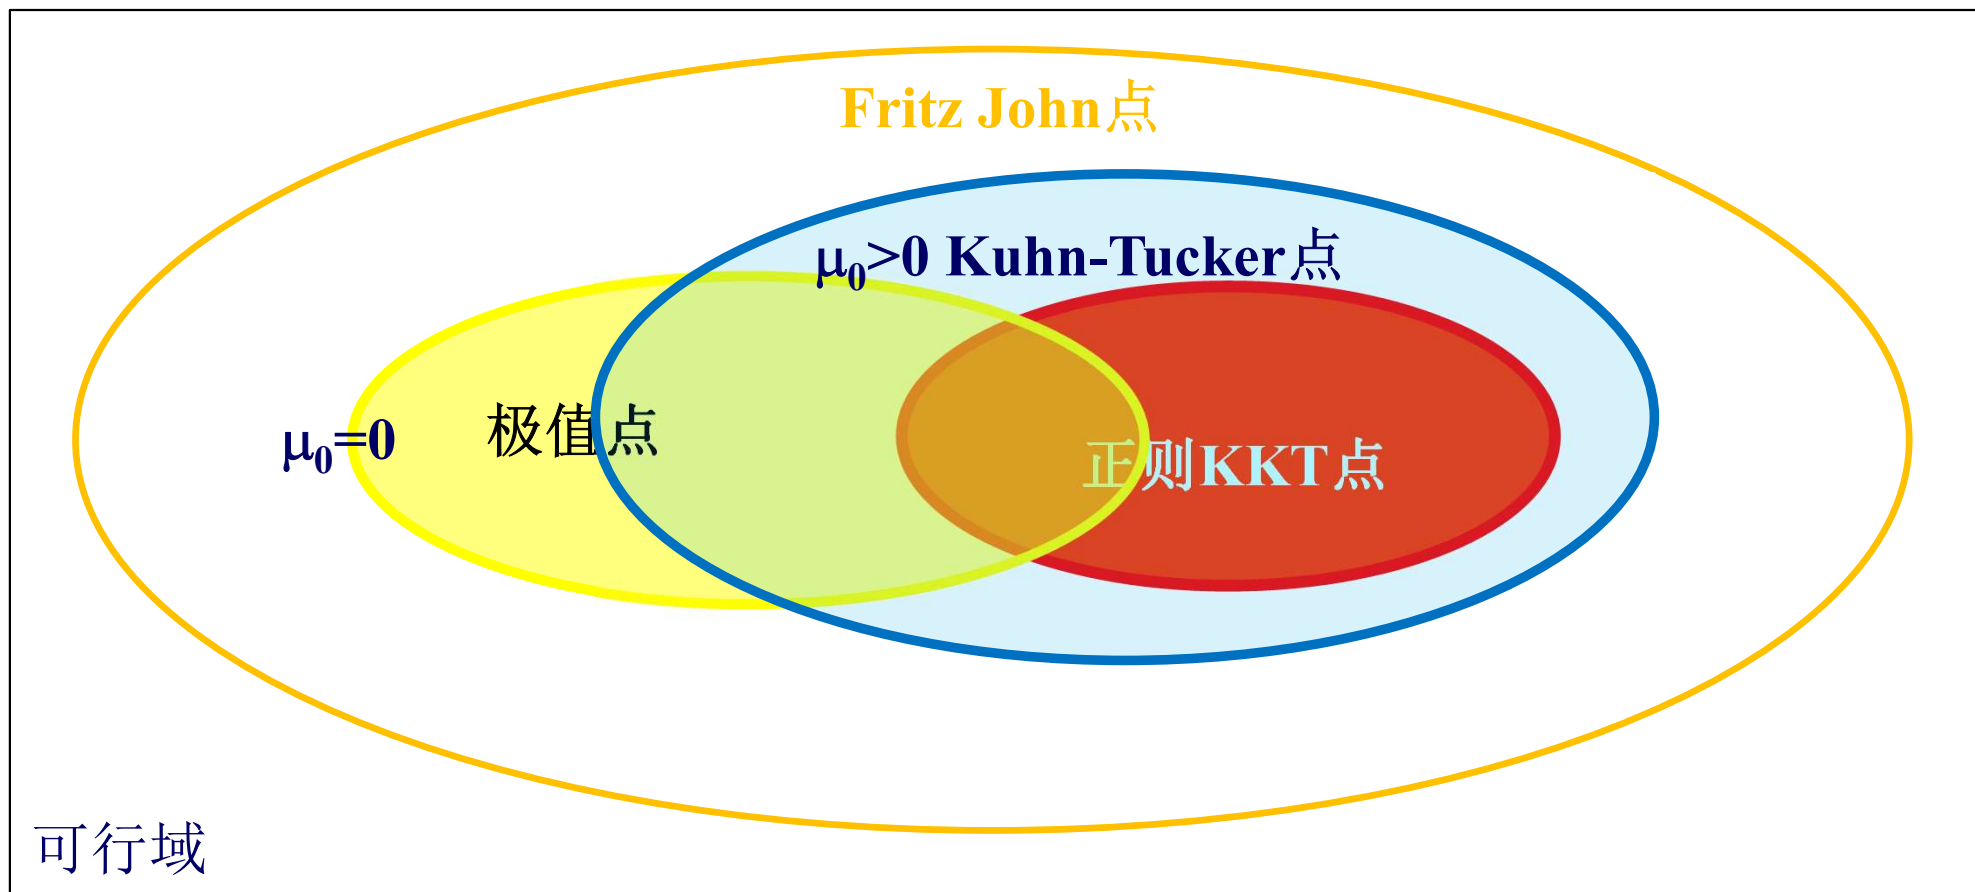 Fritz John点
μ₀>0 Kuhn-Tucker点
极值点
μ₀=0
正则KKT点
可行域